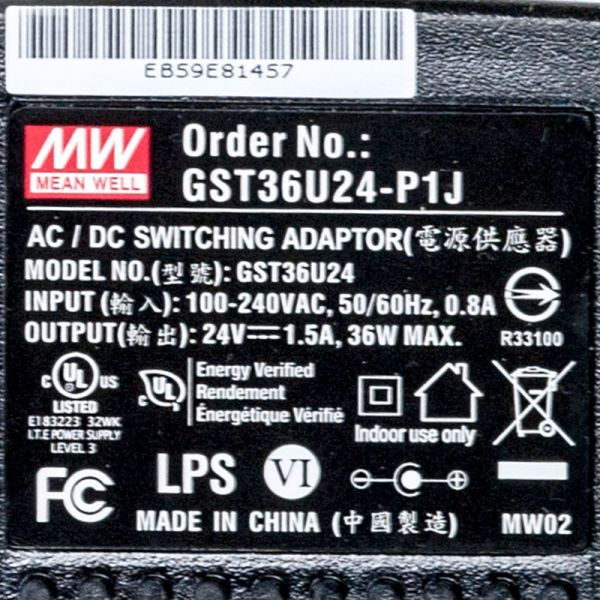 EB59E81457
MW
MEAN WELL
Order No.:
GST36U24-P1J
AC / DC SWITCHING ADAPTOR(電源供應器)
MODEL NO.(型號): GST36U24
INPUT (輸入): 100-240VAC, 50/60Hz, 0.8A
OUTPUT(輸出): 24V⎓1.5A, 36W MAX.
R33100
c UL us
LISTED
E183223 32WK
I.T.E POWER SUPPLY
LEVEL 3
c UL
Energy Verified
Rendement
Énergétique Vérifié
Indoor use only
FC
LPS
VI
MADE IN CHINA (中國製造)
MW02